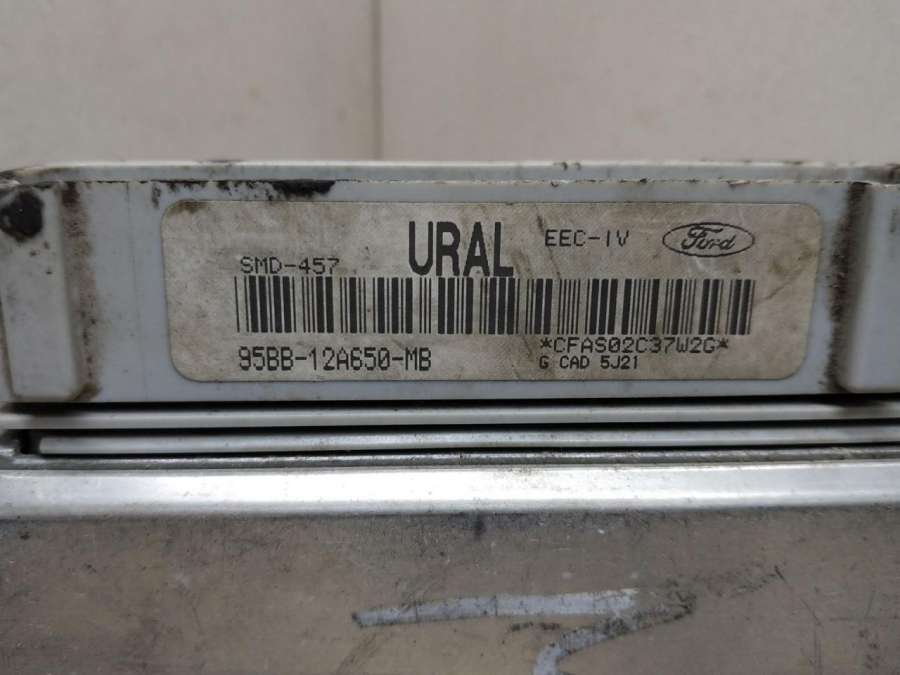 URAL EEC-IV Ford
SMD-457
*CFAS02C37W2G*
95BB-12A650-MB G CAD 5J21